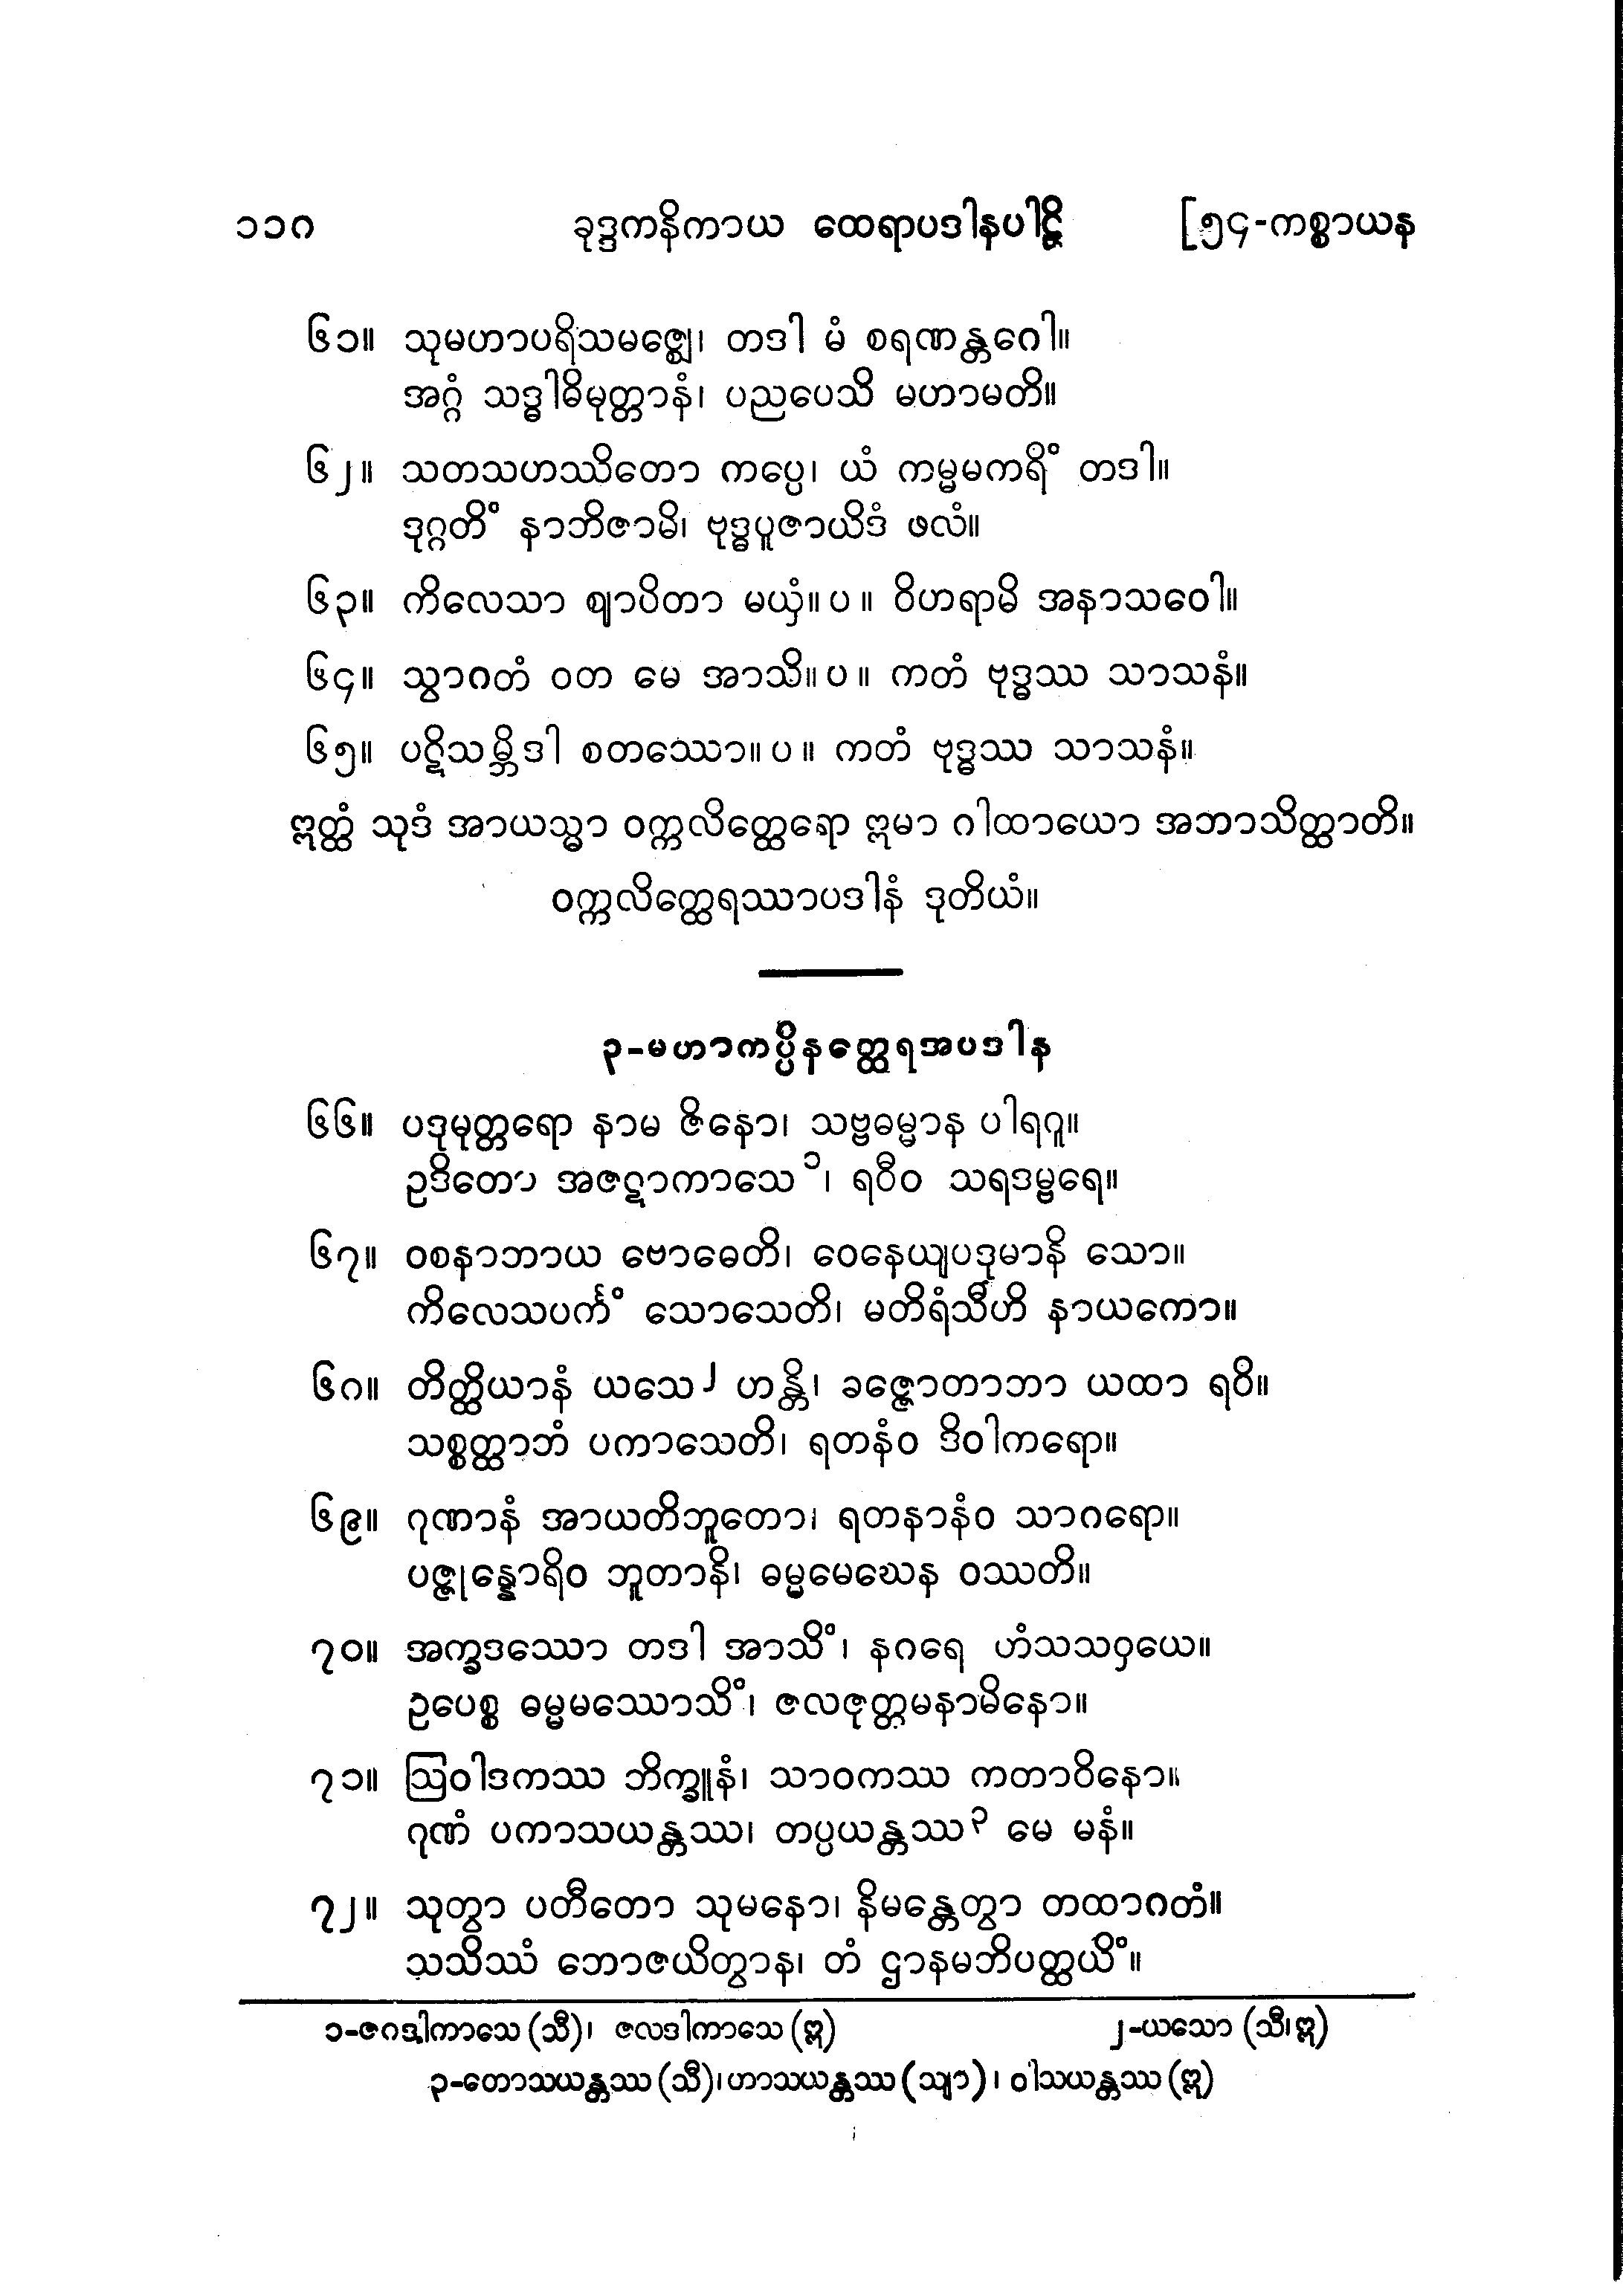 ၁၁၈ ခုဒ္ဒကနိကာယ ထေရာပဒါနပါဠိ [၅၄-ကစ္စာယန
၆၁။ သုမဟာပရိသမဇ္ဈေ၊ တဒါ မံ စရဏန္တဂေါ။
အဂ္ဂံ သဒ္ဓါဓိမုတ္တာနံ၊ ပညပေသိ မဟာမတိ။
၆၂။ သတသဟဿိတော ကပ္ပေ၊ ယံ ကမ္မမကရိံ တဒါ။
ဒုဂ္ဂတိံ နာဘိဇာမိ၊ ဗုဒ္ဓပူဇာယိဒံ ဖလံ။
၆၃။ ကိလေသာ ဈာပိတာ မယှံ။ ပ ။ ဝိဟရာမိ အနာသဝေါ။
၆၄။ သွာဂတံ ဝတ မေ အာသိ။ ပ ။ ကတံ ဗုဒ္ဓဿ သာသနံ။
၆၅။ ပဋိသမ္ဘိဒါ စတဿော။ ပ ။ ကတံ ဗုဒ္ဓဿ သာသနံ။
ဣတ္ထံ သုဒံ အာယသ္မာ ဝက္ကလိတ္ထေရော ဣမာ ဂါထာယော အဘာသိတ္ထာတိ။
ဝက္ကလိတ္ထေရဿာပဒါနံ ဒုတိယံ။
၃-မဟာကပ္ပိနတ္ထေရအပဒါန
၆၆။ ပဒုမုတ္တရော နာမ ဇိနော၊ သဗ္ဗဓမ္မာန ပါရဂူ။
ဥဒိတော အဇဋာကာသေ ၁၊ ရဝီဝ သရဒမ္ဗရေ။
၆၇။ ဝစနာဘာယ ဗောဓေတိ၊ ဝေနေယျပဒုမာနိ သော။
ကိလေသပင်္ကံ သောသေတိ၊ မတိရံသီဟိ နာယကော။
၆၈။ တိတ္ထိယာနံ ယသေ ၂ ဟန္တိ၊ ခဇ္ဇောတာဘာ ယထာ ရဝိ။
သစ္စတ္ထာဘံ ပကာသေတိ၊ ရတနံဝ ဒိဝါကရော။
၆၉။ ဂုဏာနံ အာယတိဘူတော၊ ရတနာနံဝ သာဂရော။
ပဇ္ဇုန္နောရိဝ ဘူတာနိ၊ ဓမ္မမေဃေန ဝဿတိ။
၇၀။ အက္ခဒဿော တဒါ အာသိံ၊ နဂရေ ဟံသသဝှယေ။
ဥပေစ္စ ဓမ္မမဿောသိံ၊ ဇလဇုတ္တမနာမိနော။
၇၁။ ဩဝါဒကဿ ဘိက္ခူနံ၊ သာဝကဿ ကတာဝိနော။
ဂုဏံ ပကာသယန္တဿ၊ တပ္ပယန္တဿ ၃ မေ မနံ။
၇၂။ သုတွာ ပတီတော သုမနော၊ နိမန္တေတွာ တထာဂတံ။
သသိဿံ ဘောဇယိတွာန၊ တံ ဌာနမဘိပတ္ထယိံ။
၁-ဇဂဒါကာသေ (သီ)၊ ဇလဒါကာသေ (ဣ) ၂-ယသော (သီ၊ဣ)
၃-တောသယန္တဿ (သီ)၊ ဟာသယန္တဿ (သျာ)၊ ဝါသယန္တဿ (ဣ)